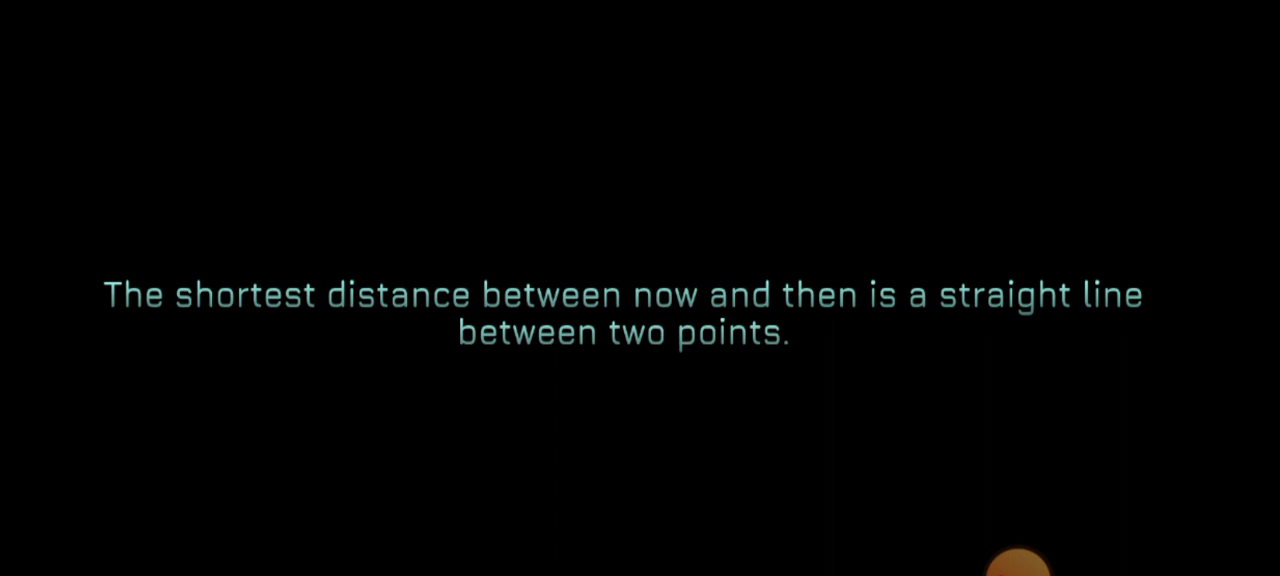 The shortest distance between now and then is a straight line
between two points.